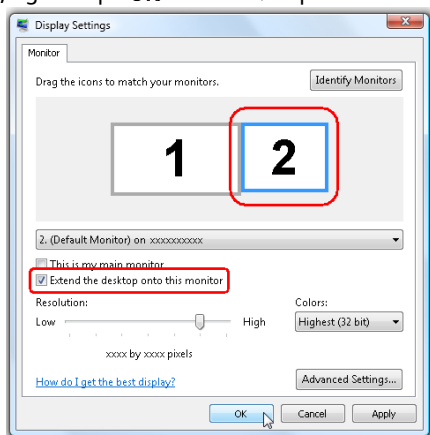 Display Settings
Monitor
Drag the icons to match your monitors.
Identify Monitors
1 2
2. (Default Monitor) on xxxxxxxxxx
This is my main monitor
Extend the desktop onto this monitor
Resolution: Colors:
Low High Highest (32 bit)
xxxx by xxxx pixels
How do I get the best display?
Advanced Settings...
OK Cancel Apply